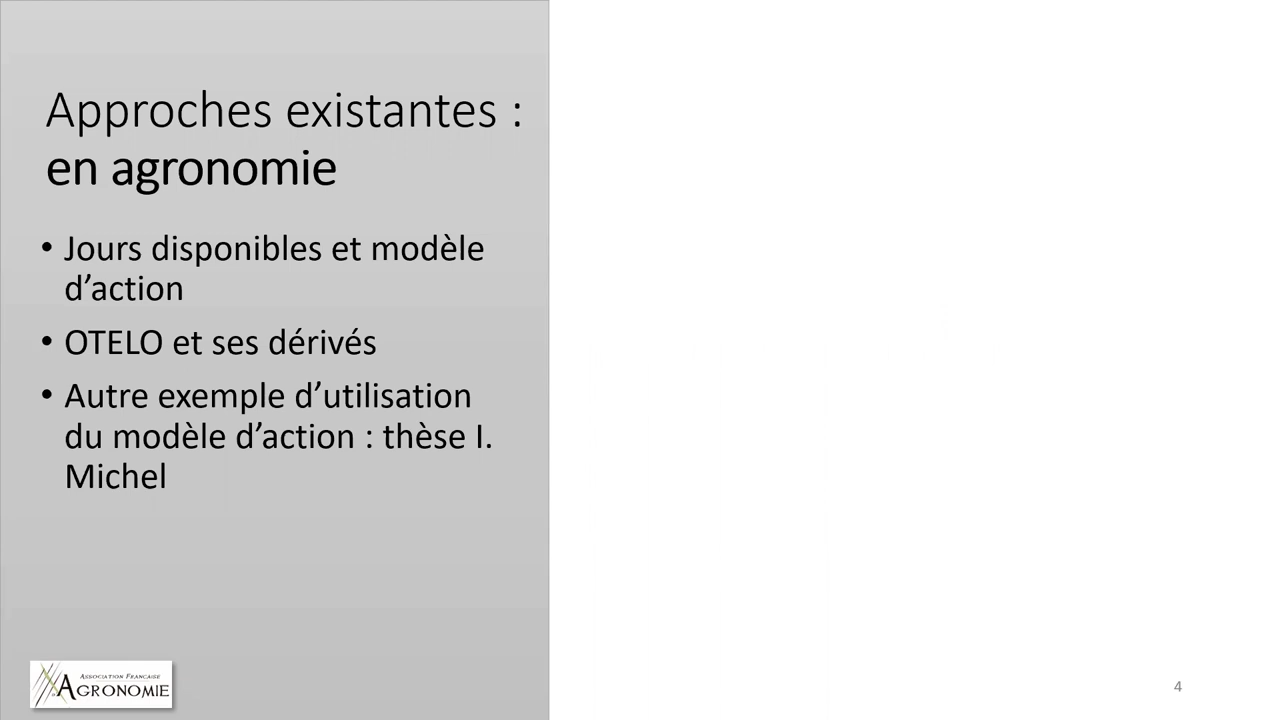 Approches existantes :
en agronomie
• Jours disponibles et modèle
d’action
• OTELO et ses dérivés
• Autre exemple d’utilisation
du modèle d’action : thèse I.
Michel
Association Française
Agronomie
4